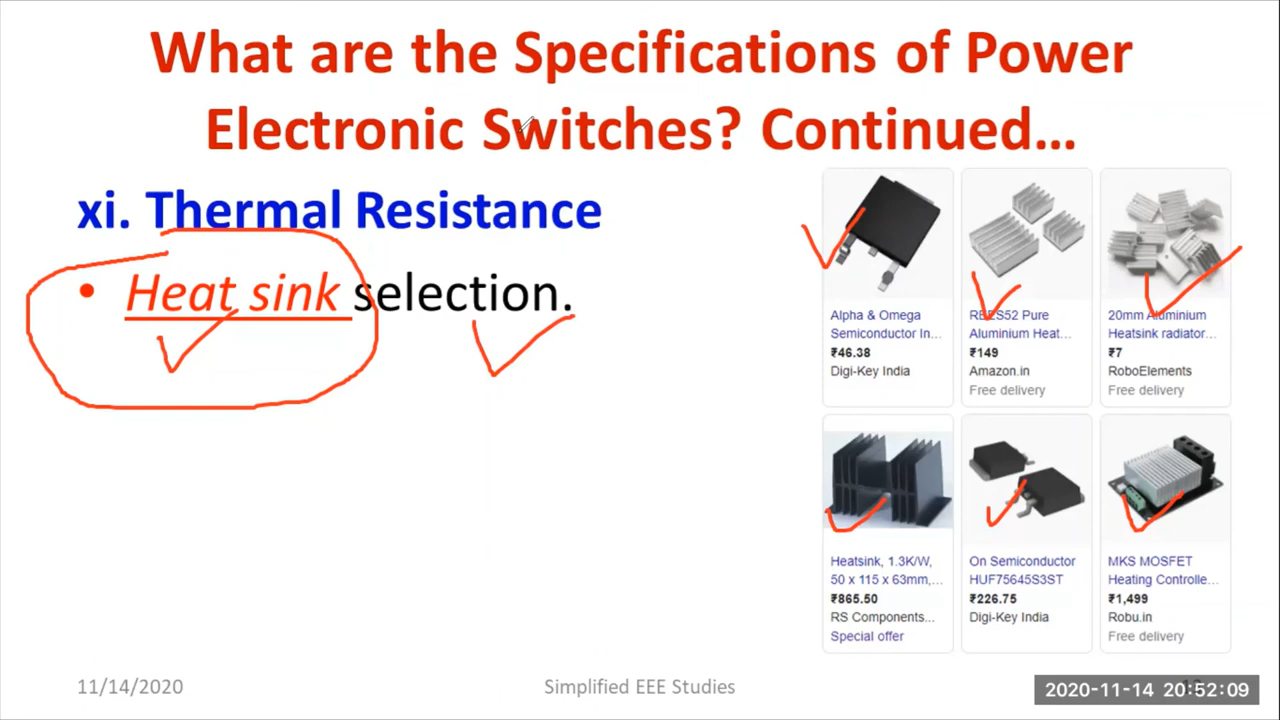 What are the Specifications of Power
Electronic Switches? Continued...
xi. Thermal Resistance
• Heat sink selection.
Alpha & Omega
Semiconductor In...
₹46.38
Digi-Key India
REES52 Pure
Aluminium Heat...
₹149
Amazon.in
Free delivery
20mm Aluminium
Heatsink radiator...
₹7
RoboElements
Free delivery
Heatsink, 1.3K/W,
50 x 115 x 63mm,...
₹865.50
RS Components...
Special offer
On Semiconductor
HUF75645S3ST
₹226.75
Digi-Key India
MKS MOSFET
Heating Controlle...
₹1,499
Robu.in
Free delivery
11/14/2020
Simplified EEE Studies
2020-11-14 20:52:09